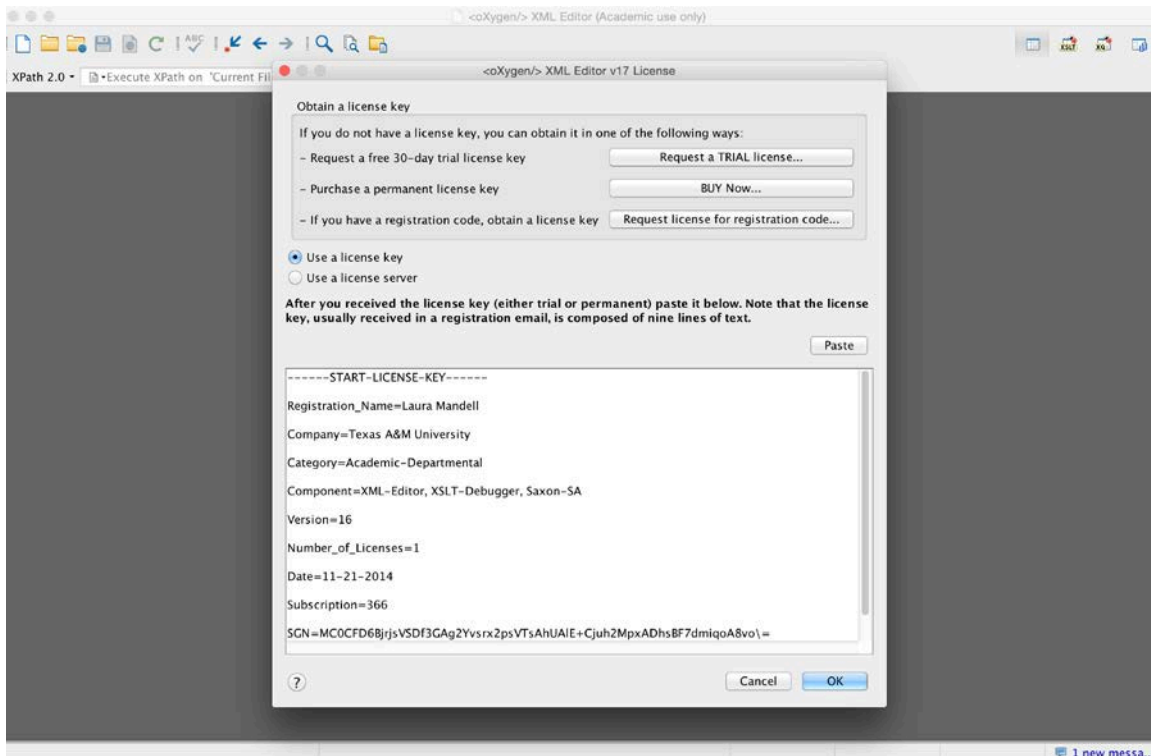 <oXygen/> XML Editor (Academic use only)
ABC
XSLT
XQ
XPath 2.0
Execute XPath on 'Current Fil
<oXygen/> XML Editor v17 License
Obtain a license key
If you do not have a license key, you can obtain it in one of the following ways:
– Request a free 30-day trial license key
Request a TRIAL license...
– Purchase a permanent license key
BUY Now...
– If you have a registration code, obtain a license key
Request license for registration code...
Use a license key
Use a license server
After you received the license key (either trial or permanent) paste it below. Note that the license
key, usually received in a registration email, is composed of nine lines of text.
Paste
------START-LICENSE-KEY------
Registration_Name=Laura Mandell
Company=Texas A&M University
Category=Academic-Departmental
Component=XML-Editor, XSLT-Debugger, Saxon-SA
Version=16
Number_of_Licenses=1
Date=11-21-2014
Subscription=366
SGN=MC0CFD6BjrjsVSDf3GAg2Yvsrx2psVTsAhUAlE+Cjuh2MpxADhsBF7dmiqoA8vo\=
?
Cancel
OK
1 new messa...